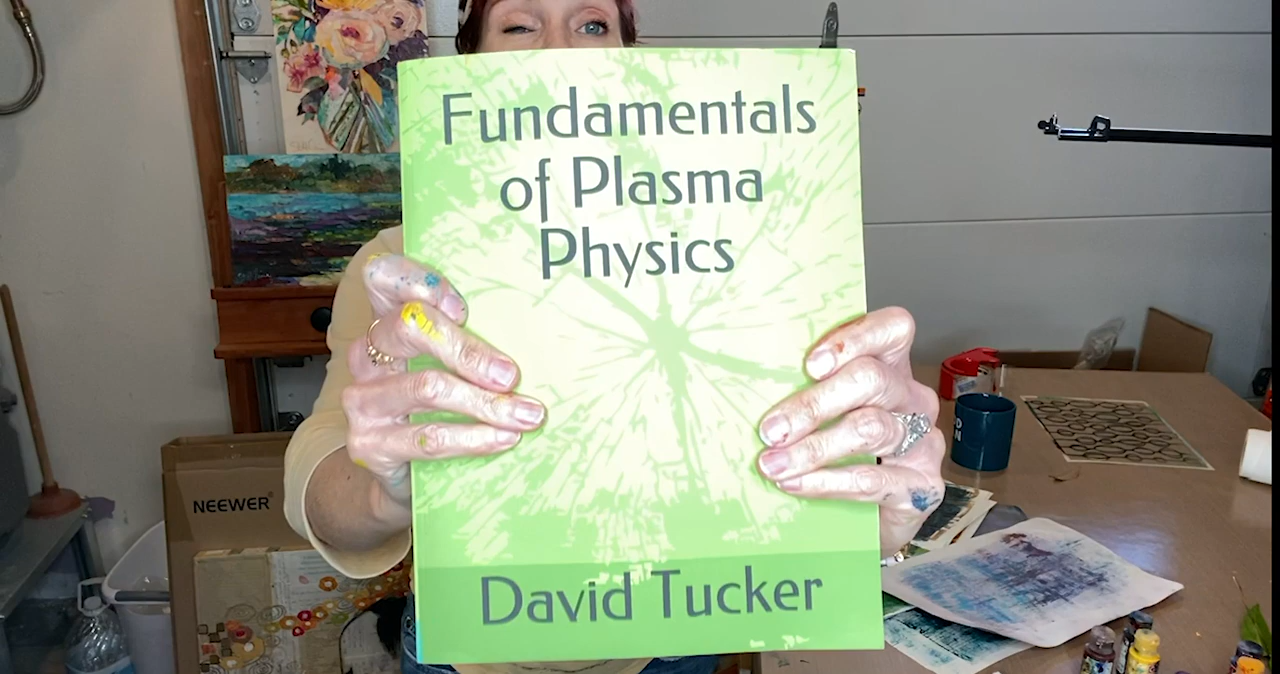 Fundamentals
of Plasma
Physics
David Tucker
NEEWER
D
N